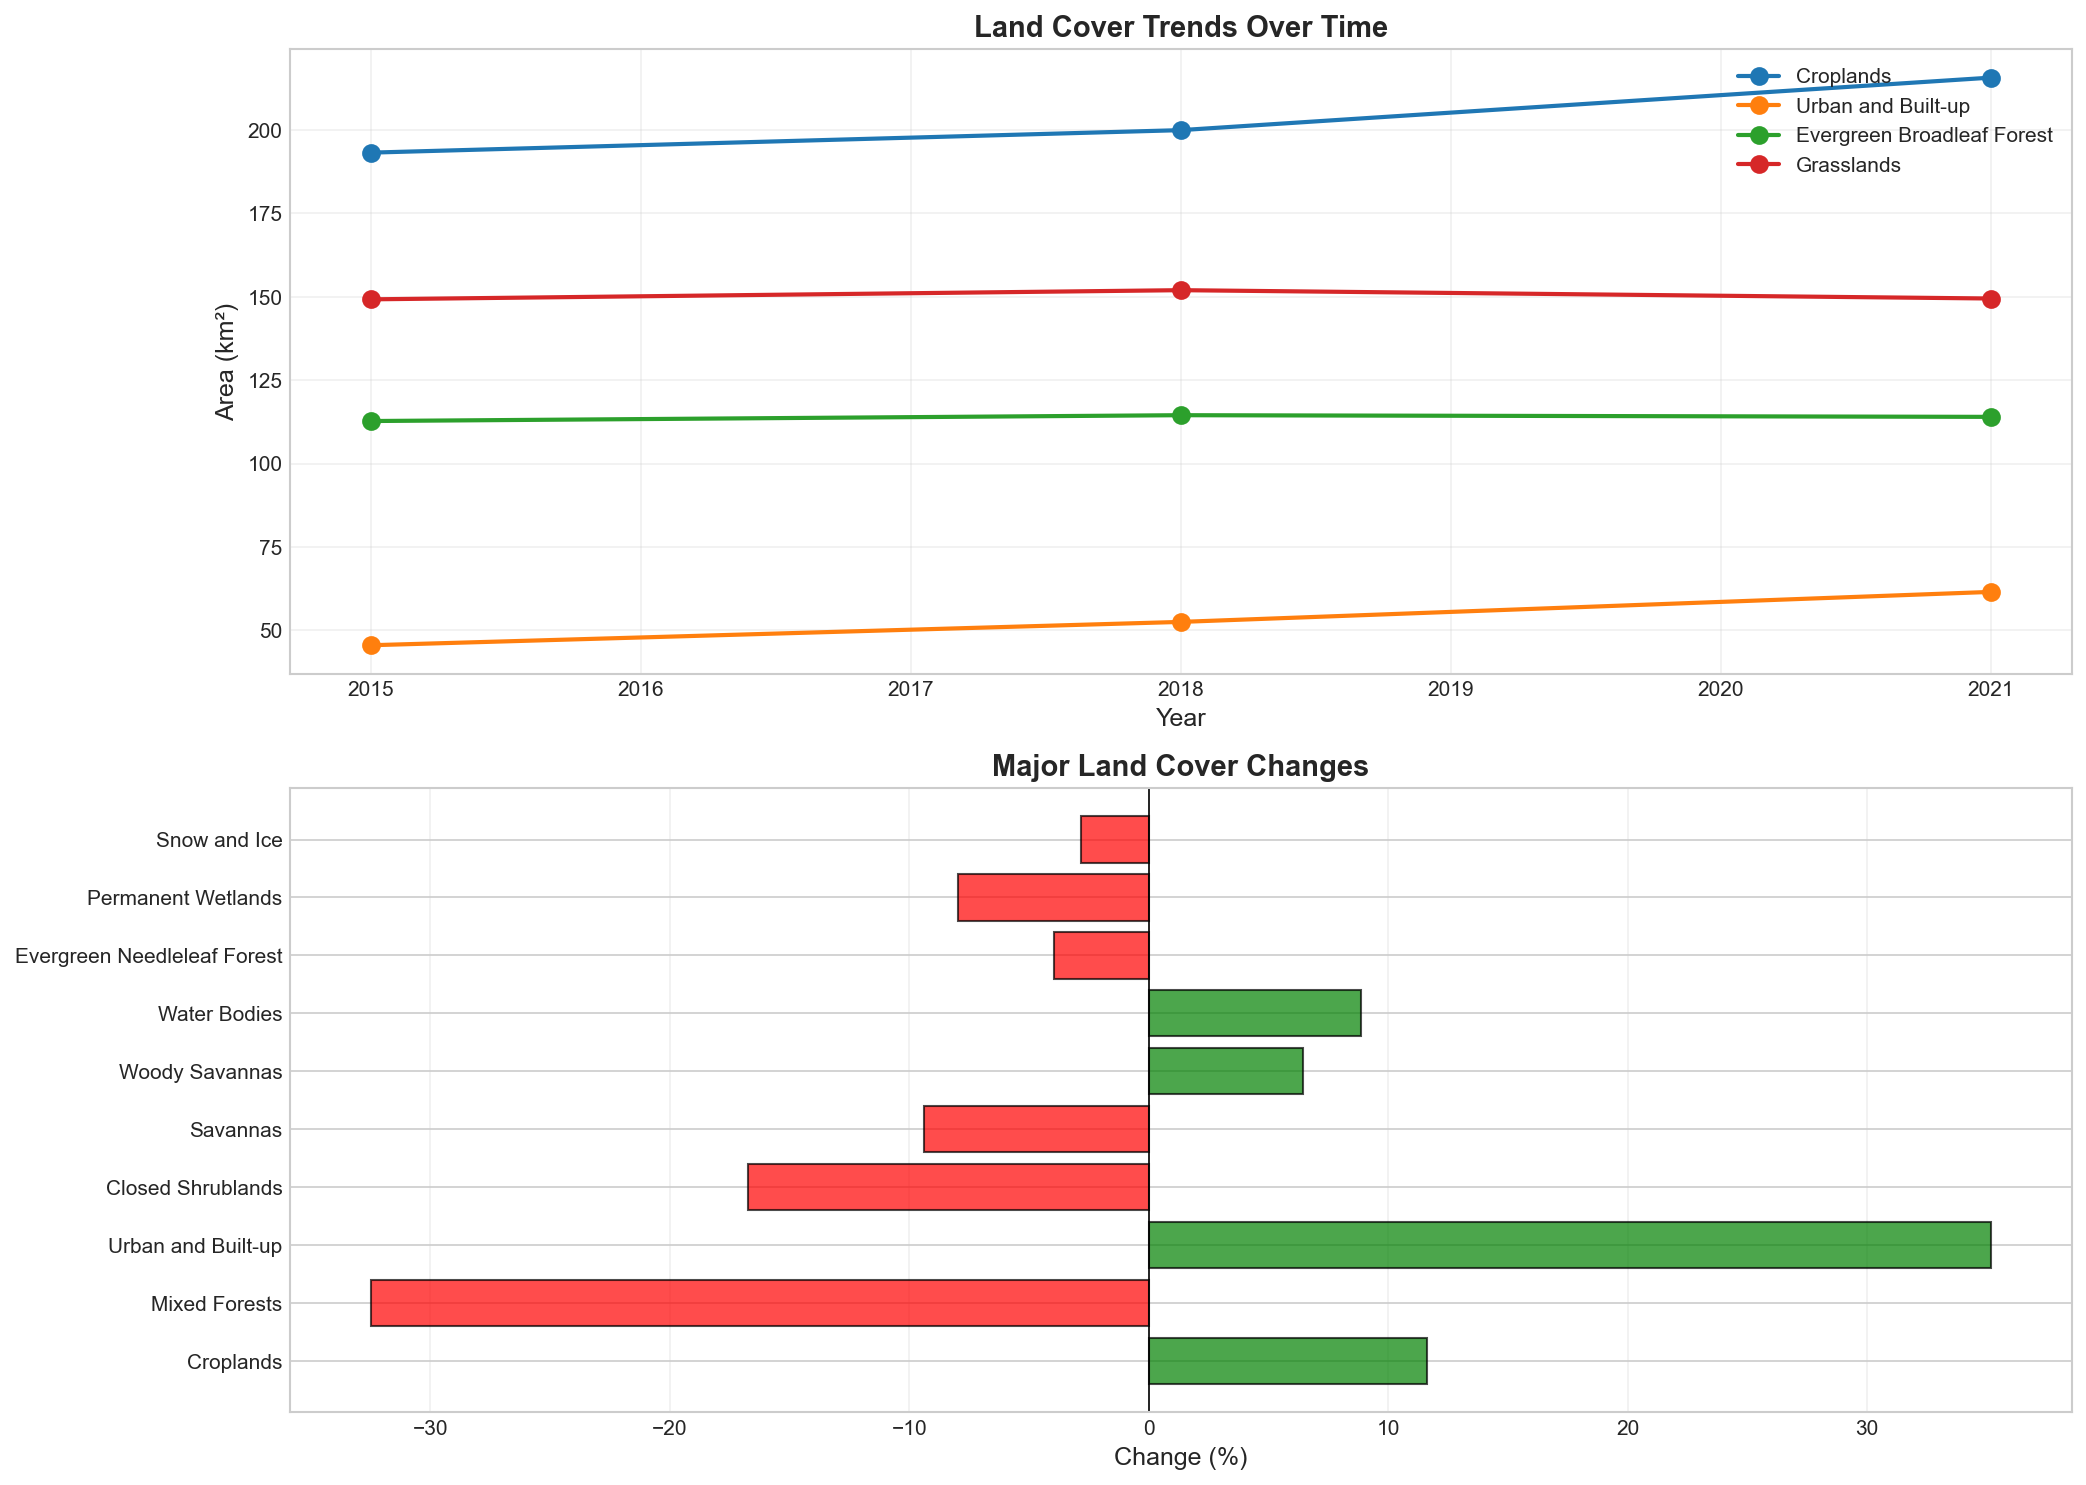 Land Cover Trends Over Time
Croplands
Urban and Built-up
Evergreen Broadleaf Forest
Grasslands
200
175
150
125
100
75
50
Area (km²)
2015 2016 2017 2018 2019 2020 2021
Year
Major Land Cover Changes
Snow and Ice
Permanent Wetlands
Evergreen Needleleaf Forest
Water Bodies
Woody Savannas
Savannas
Closed Shrublands
Urban and Built-up
Mixed Forests
Croplands
−30 −20 −10 0 10 20 30
Change (%)